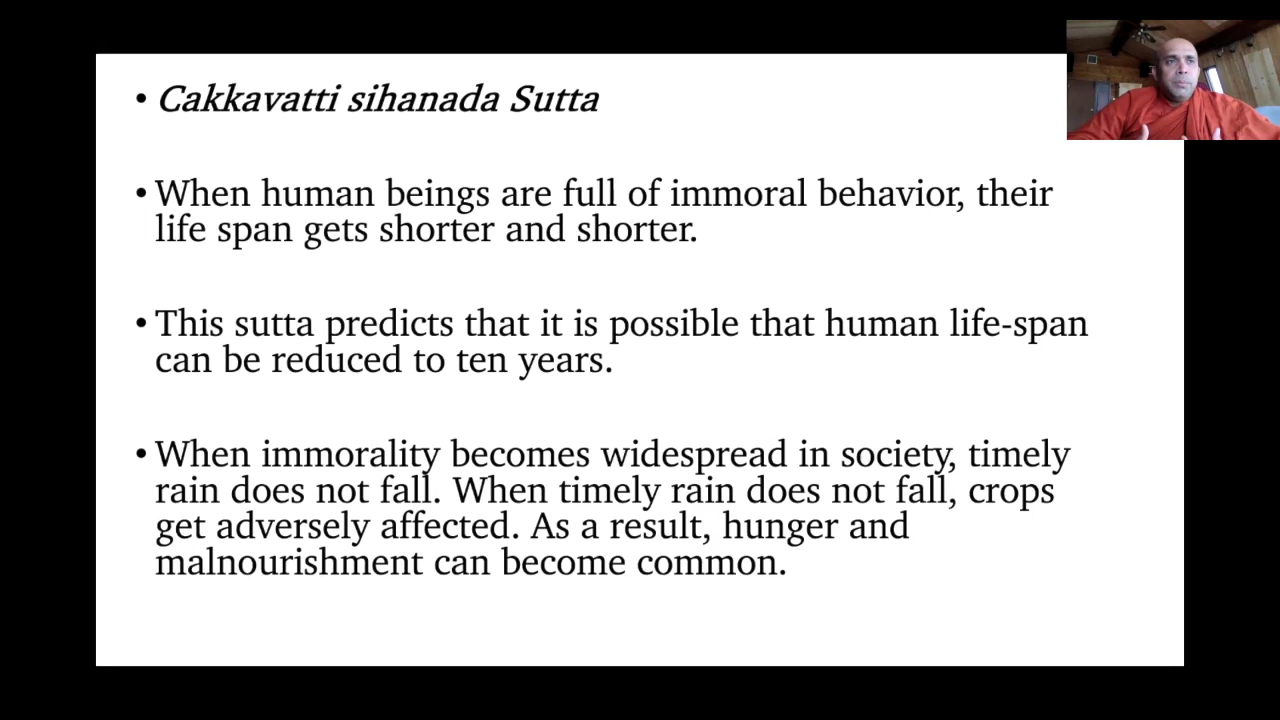 • Cakkavatti sihanada Sutta
• When human beings are full of immoral behavior, their
life span gets shorter and shorter.
• This sutta predicts that it is possible that human life-span
can be reduced to ten years.
• When immorality becomes widespread in society, timely
rain does not fall. When timely rain does not fall, crops
get adversely affected. As a result, hunger and
malnourishment can become common.